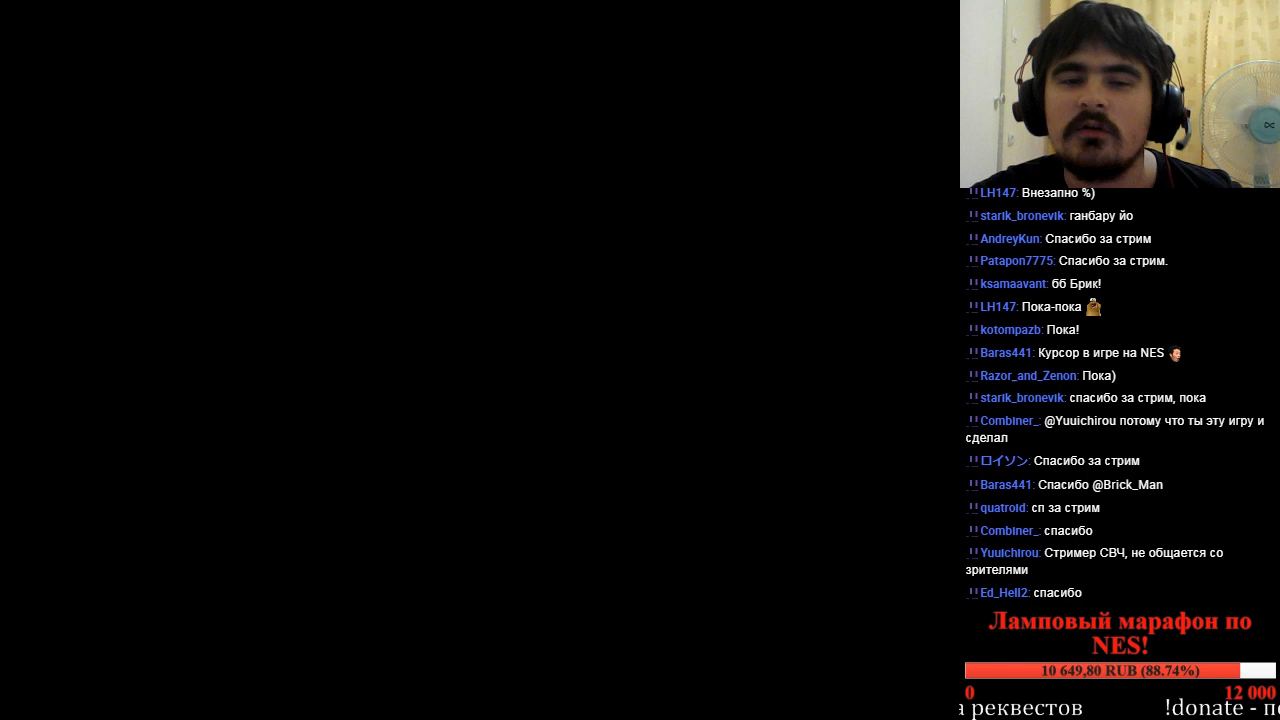 LH147: Внезапно %)
starik_bronevik: ганбару йо
AndreyKun: Спасибо за стрим
Patapon7775: Спасибо за стрим.
ksamaavant: бб Брик!
LH147: Пока-пока
kotompazb: Пока!
Baras441: Курсор в игре на NES
Razor_and_Zenon: Пока)
starik_bronevik: спасибо за стрим, пока
Combiner_: @Yuuichirou потому что ты эту игру и
сделал
ロイソン: Спасибо за стрим
Baras441: Спасибо @Brick_Man
quatroid: сп за стрим
Combiner_: спасибо
Yuuichirou: Стример СВЧ, не общается со
зрителями
Ed_Hell2: спасибо
Ламповый марафон по
NES!
10 649,80 RUB (88.74%)
0 12 000
а реквестов !donate - по